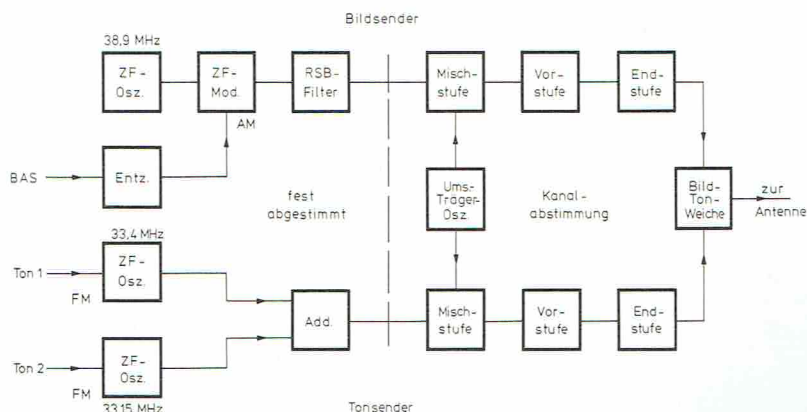 Bildsender
38,9 MHz
ZF-
Osz.
ZF-
Mod.
RSB-
Filter
Misch-
stufe
Vor-
stufe
End-
stufe
AM
BAS
Entz.
fest
abgestimmt
Ums.-
Träger-
Osz.
Kanal-
abstimmung
Bild-
Ton-
Weiche
zur
Antenne
33,4 MHz
Ton 1
FM
ZF-
Osz.
Add.
Misch-
stufe
Vor-
stufe
End-
stufe
Ton 2
FM
ZF-
Osz.
33,15 MHz
Tonsender